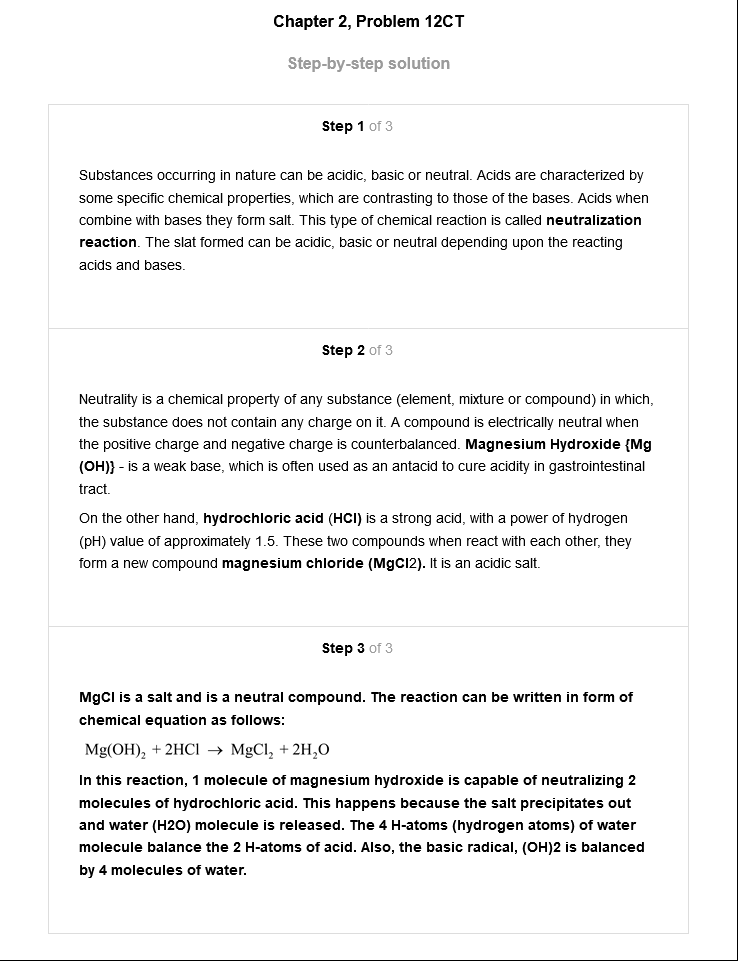 Chapter 2, Problem 12CT
Step-by-step solution
Step 1 of 3
Substances occurring in nature can be acidic, basic or neutral. Acids are characterized by
some specific chemical properties, which are contrasting to those of the bases. Acids when
combine with bases they form salt. This type of chemical reaction is called neutralization
reaction. The slat formed can be acidic, basic or neutral depending upon the reacting
acids and bases.
Step 2 of 3
Neutrality is a chemical property of any substance (element, mixture or compound) in which,
the substance does not contain any charge on it. A compound is electrically neutral when
the positive charge and negative charge is counterbalanced. Magnesium Hydroxide {Mg
(OH)} - is a weak base, which is often used as an antacid to cure acidity in gastrointestinal
tract.
On the other hand, hydrochloric acid (HCl) is a strong acid, with a power of hydrogen
(pH) value of approximately 1.5. These two compounds when react with each other, they
form a new compound magnesium chloride (MgCl2). It is an acidic salt.
Step 3 of 3
MgCl is a salt and is a neutral compound. The reaction can be written in form of
chemical equation as follows:
Mg(OH)₂ + 2HCl → MgCl₂ + 2H₂O
In this reaction, 1 molecule of magnesium hydroxide is capable of neutralizing 2
molecules of hydrochloric acid. This happens because the salt precipitates out
and water (H2O) molecule is released. The 4 H-atoms (hydrogen atoms) of water
molecule balance the 2 H-atoms of acid. Also, the basic radical, (OH)2 is balanced
by 4 molecules of water.